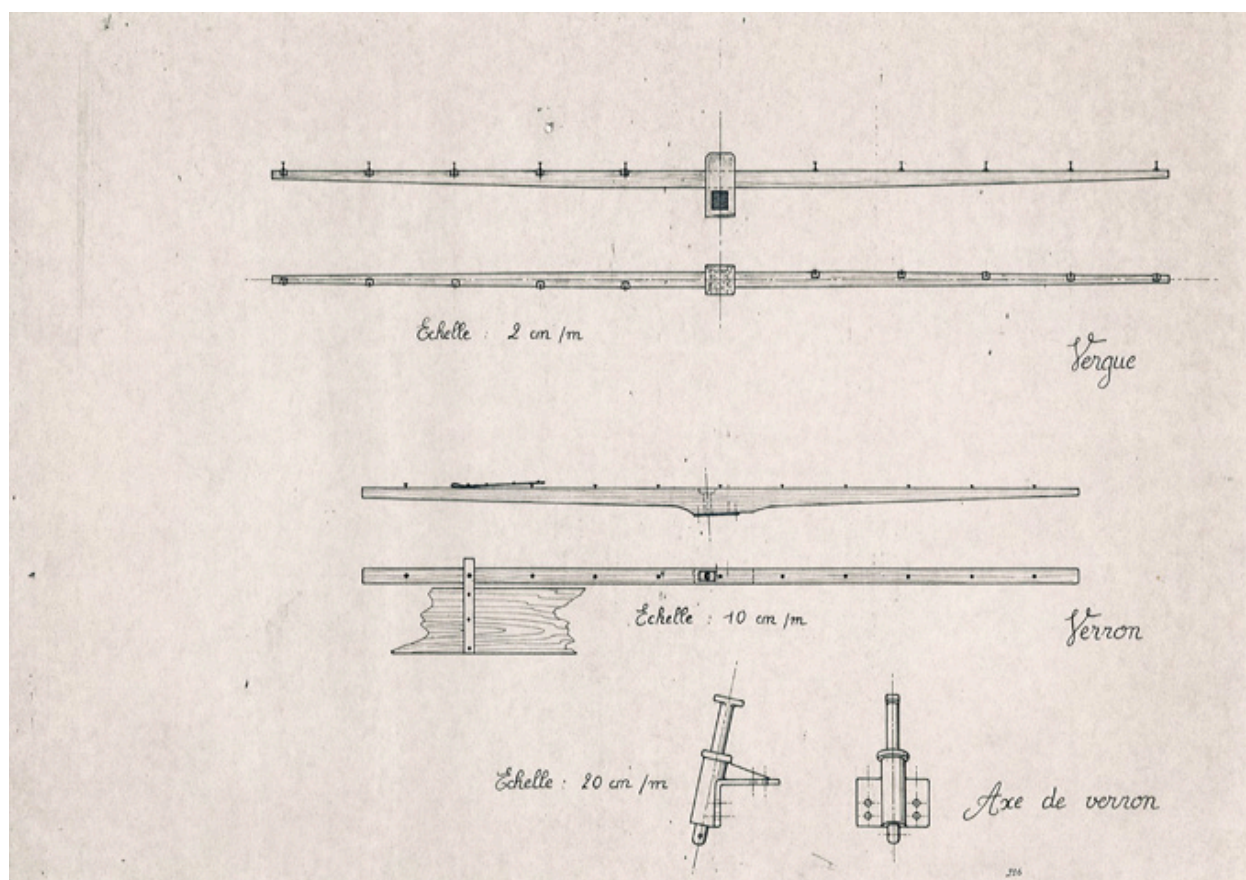 Echelle : 2 cm/m
Vergue
Echelle : 10 cm/m
Verron
Echelle : 20 cm/m
Axe de verron